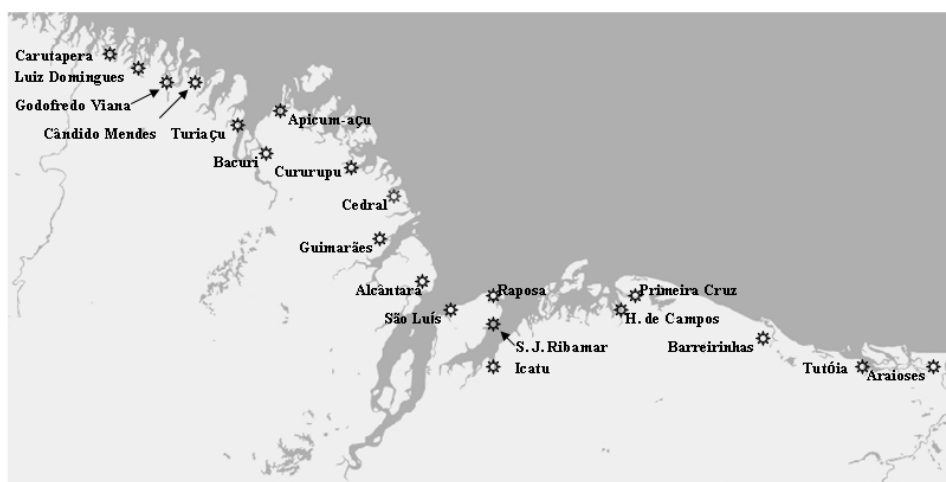 Carutapera
Luiz Domingues
Godofredo Viana
Cândido Mendes
Turiaçu
Apicum-açu
Bacuri
Cururupu
Cedral
Guimarães
Alcântara
Raposa
Primeira Cruz
São Luís
H. de Campos
S. J. Ribamar
Barreirinhas
Icatu
Tutóia
Araioses